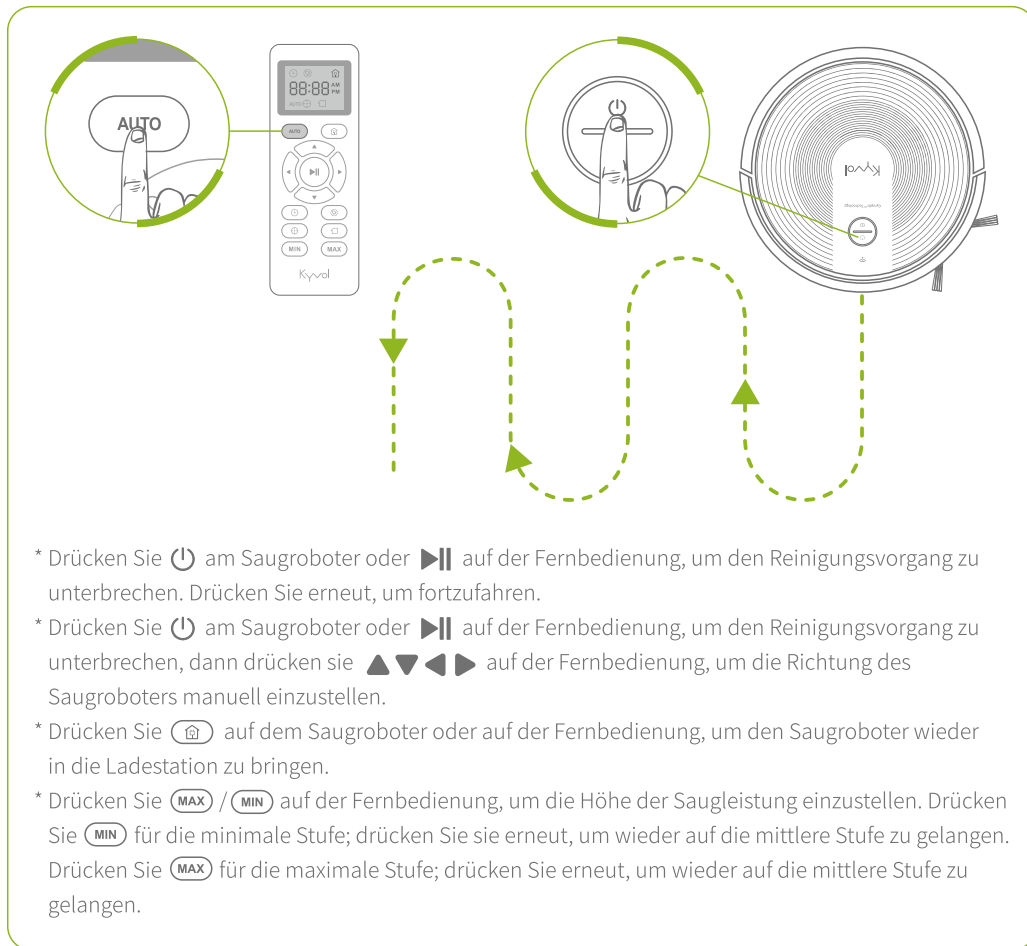 AUTO
88:88 AM
PM
AUTO
AUTO
MIN
MAX
Kyvol
Kyvol
Gyroptic™ Technology
* Drücken Sie am Saugroboter oder auf der Fernbedienung, um den Reinigungsvorgang zu
unterbrechen. Drücken Sie erneut, um fortzufahren.
* Drücken Sie am Saugroboter oder auf der Fernbedienung, um den Reinigungsvorgang zu
unterbrechen, dann drücken sie ▲▼◀▶ auf der Fernbedienung, um die Richtung des
Saugroboters manuell einzustellen.
* Drücken Sie auf dem Saugroboter oder auf der Fernbedienung, um den Saugroboter wieder
in die Ladestation zu bringen.
* Drücken Sie MAX / MIN auf der Fernbedienung, um die Höhe der Saugleistung einzustellen. Drücken
Sie MIN für die minimale Stufe; drücken Sie sie erneut, um wieder auf die mittlere Stufe zu gelangen.
Drücken Sie MAX für die maximale Stufe; drücken Sie erneut, um wieder auf die mittlere Stufe zu
gelangen.